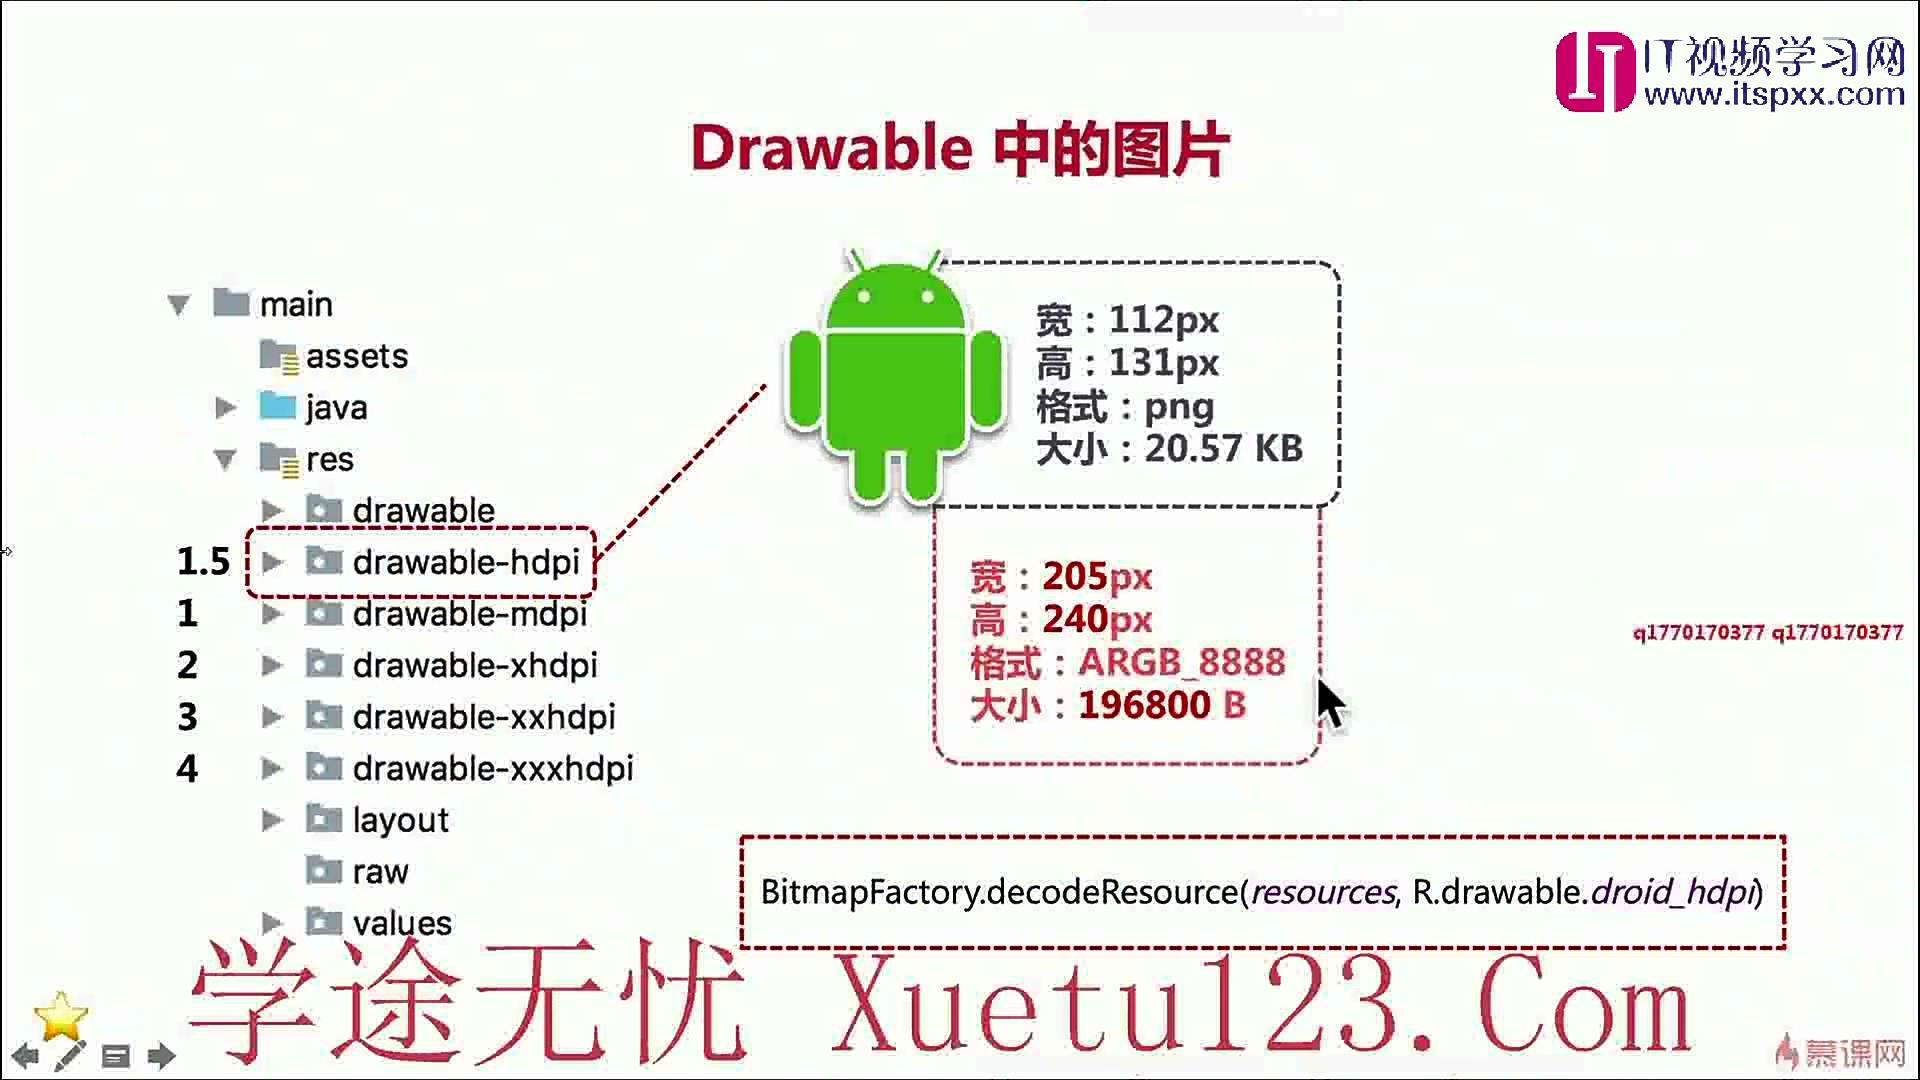 IT视频学习网
www.itspxx.com
Drawable 中的图片
main
assets
java
res
drawable
1.5 drawable-hdpi
1 drawable-mdpi
2 drawable-xhdpi
3 drawable-xxhdpi
4 drawable-xxxhdpi
layout
raw
values
宽：112px
高：131px
格式：png
大小：20.57 KB
宽：205px
高：240px
格式：ARGB_8888
大小：196800 B
q1770170377 q1770170377
BitmapFactory.decodeResource(resources, R.drawable.droid_hdpi)
学途无忧 Xuetu123.Com
慕课网